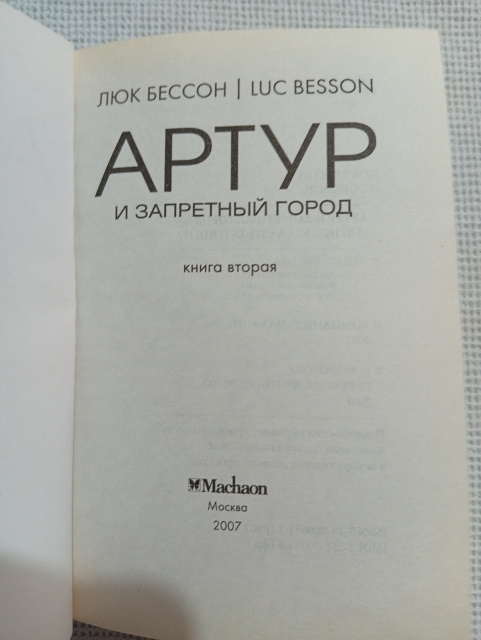 ЛЮК БЕССОН | LUC BESSON
АРТУР
И ЗАПРЕТНЫЙ ГОРОД
книга вторая
Machaon
Москва
2007